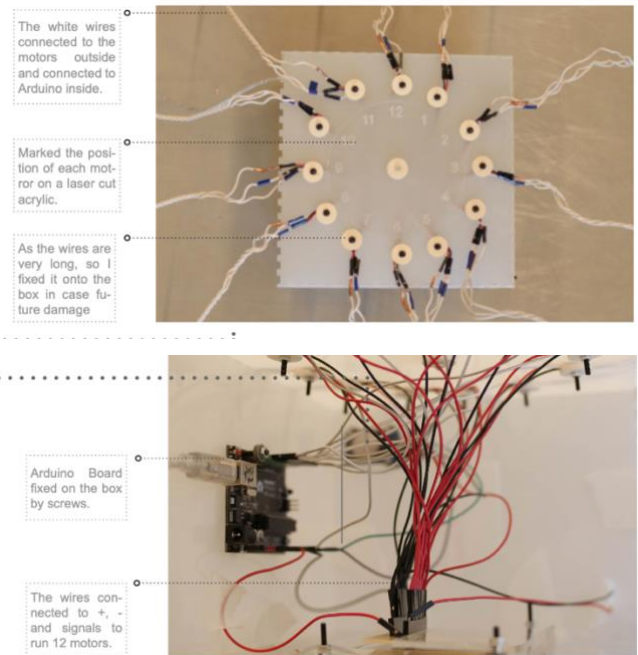 The white wires
connected to the
motors outside
and connected to
Arduino inside.
12
1
11
2
10
3
9
4
5
6
Marked the posi-
tion of each mot-
ror on a laser cut
acrylic.
As the wires are
very long, so I
fixed it onto the
box in case fu-
ture damage
Arduino Board
fixed on the box
by screws.
The wires con-
nected to +, -
and signals to
run 12 motors.